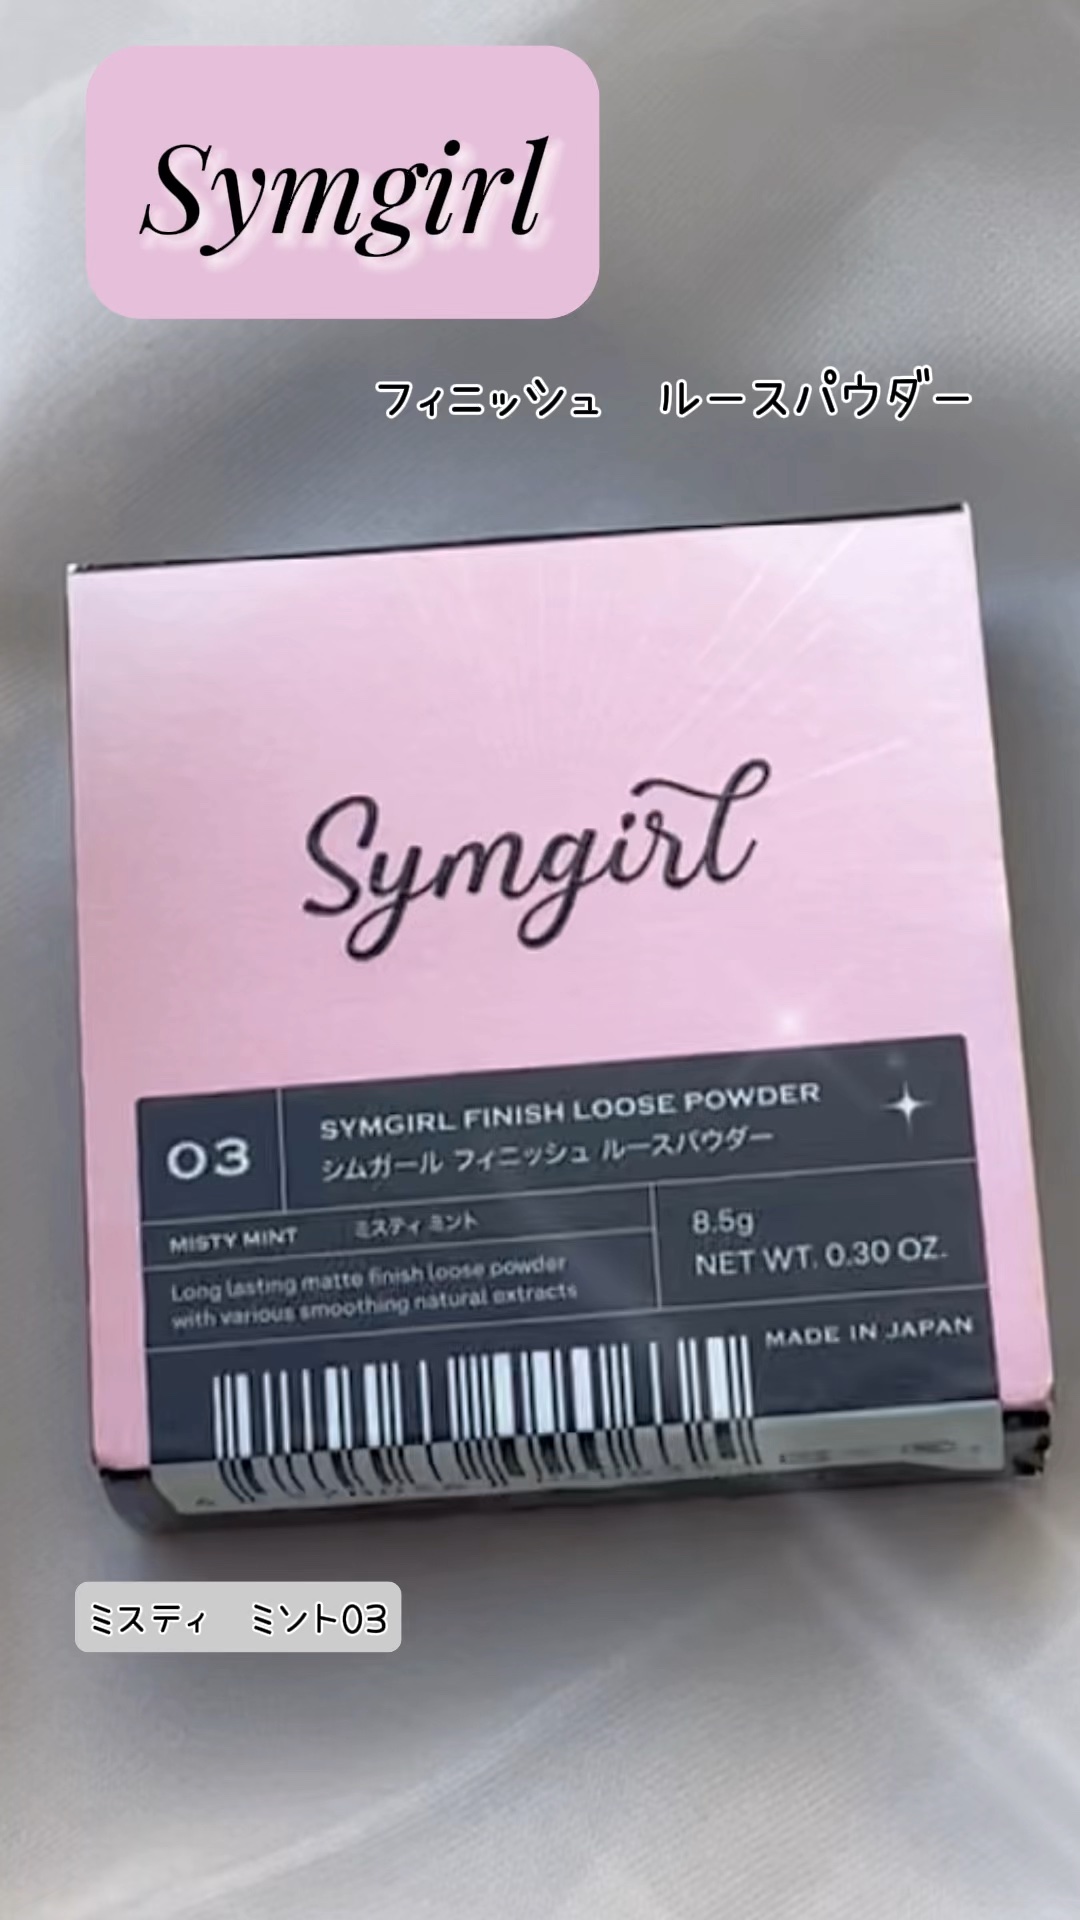 Symgirl
フィニッシュ　ルースパウダー
Symgirl
03
SYMGIRL FINISH LOOSE POWDER
シムガール フィニッシュ ルースパウダー
MISTY MINT ミスティ ミント
Long lasting matte finish loose powder
with various smoothing natural extracts
8.5g
NET WT. 0.30 OZ.
MADE IN JAPAN
ミスティ　ミント03